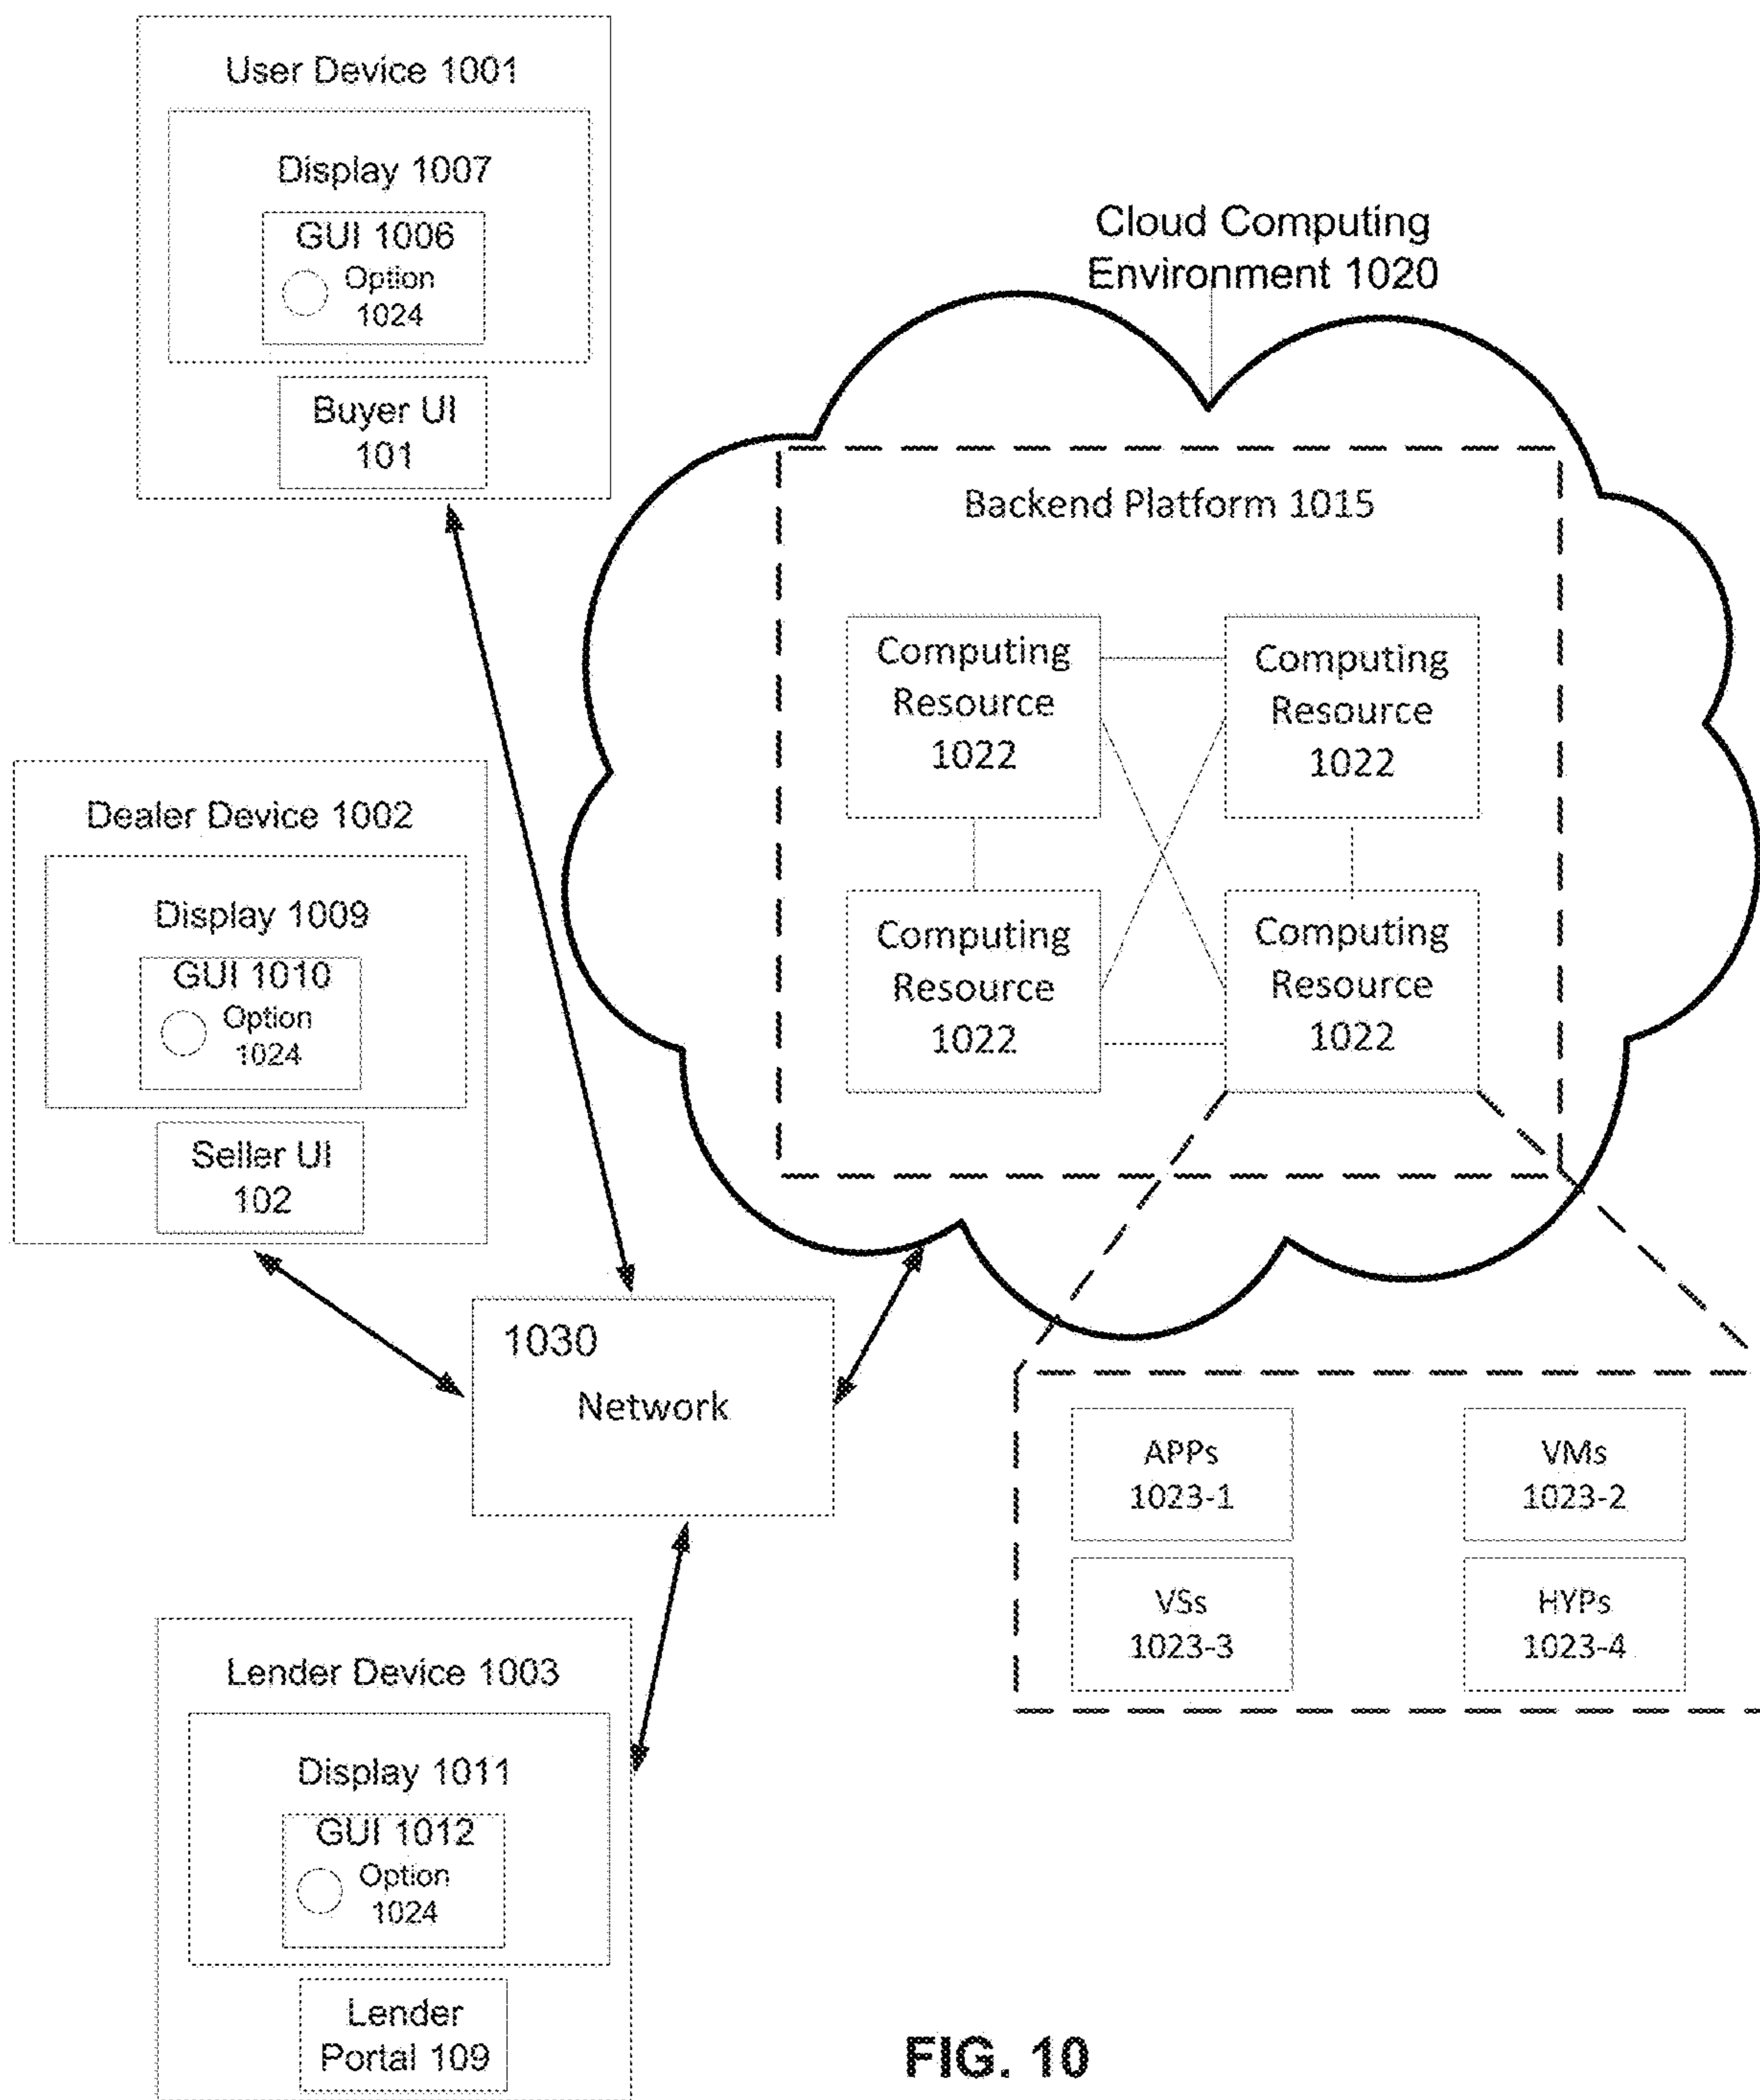 User Device 1001
Display 1007
GUI 1006
Option
1024
Buyer UI
101
Cloud Computing
Environment 1020
Backend Platform 1015
Computing
Resource
1022
Computing
Resource
1022
Computing
Resource
1022
Computing
Resource
1022
Dealer Device 1002
Display 1009
GUI 1010
Option
1024
Seller UI
102
1030
Network
APPs
1023-1
VMs
1023-2
VSs
1023-3
HYPs
1023-4
Lender Device 1003
Display 1011
GUI 1012
Option
1024
Lender
Portal 109
FIG. 10